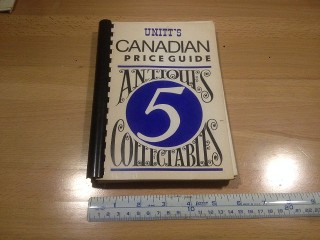 UNITT'S
CANADIAN
PRICE GUIDE
ANTIQUES
5
COLLECTABLES